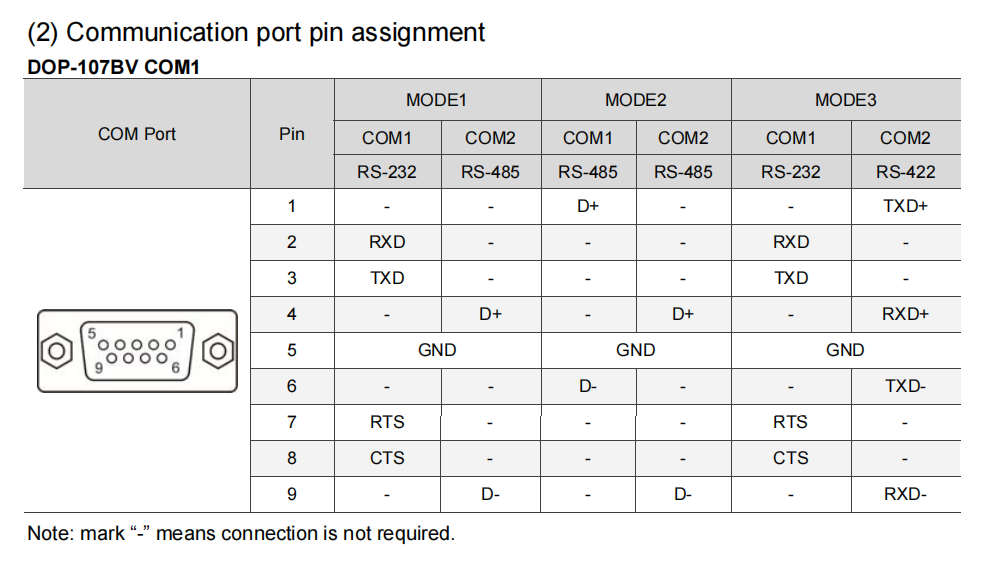 (2) Communication port pin assignment
DOP-107BV COM1
COM Port Pin MODE1 MODE2 MODE3
COM1 COM2 COM1 COM2 COM1 COM2
RS-232 RS-485 RS-485 RS-485 RS-232 RS-422
1 - - D+ - - TXD+
2 RXD - - - RXD -
3 TXD - - - TXD -
4 - D+ - D+ - RXD+
5 GND GND GND
6 - - D- - - TXD-
7 RTS - - - RTS -
8 CTS - - - CTS -
9 - D- - D- - RXD-
5 1
9 6
Note: mark “-” means connection is not required.